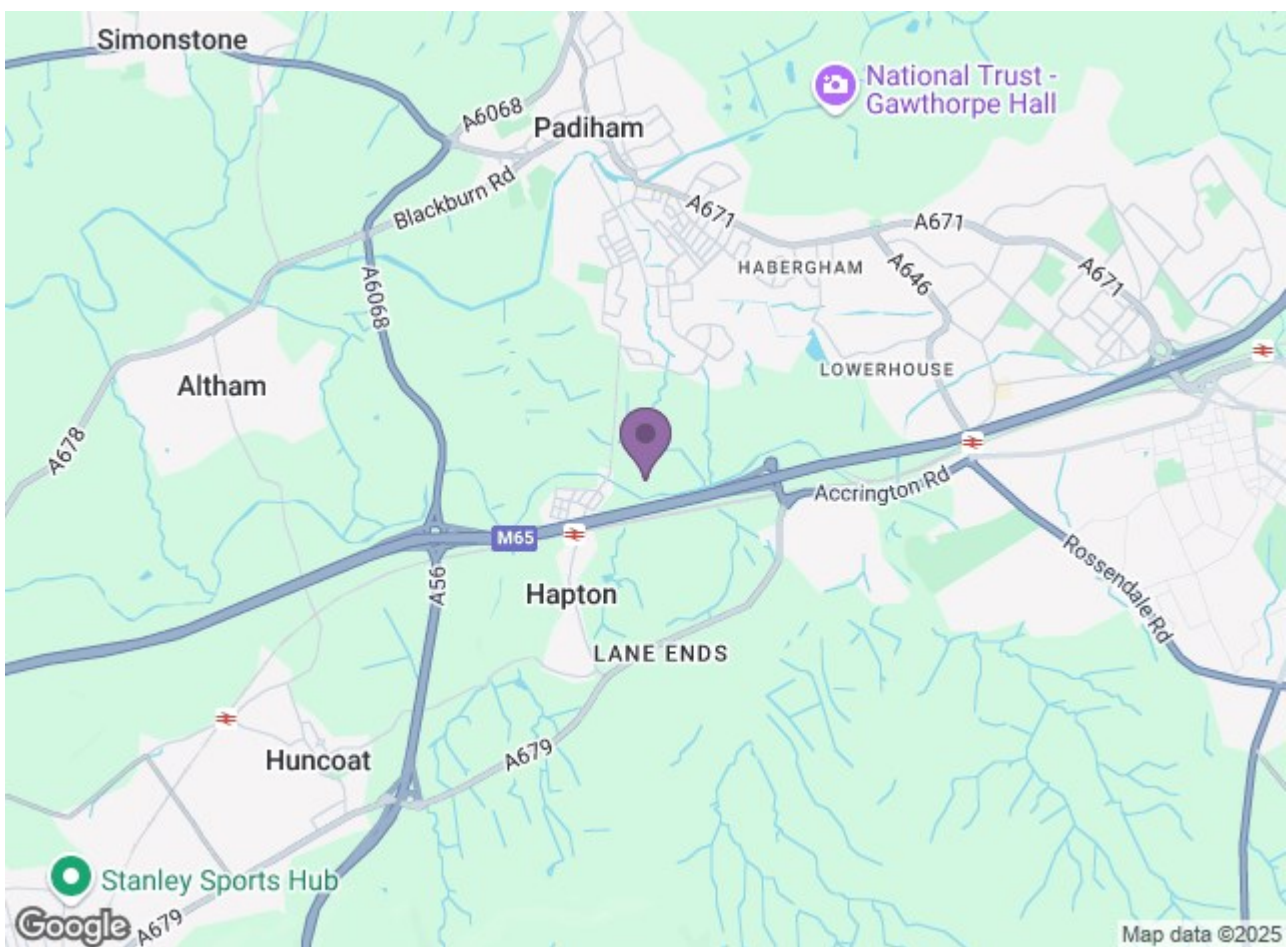 Simonstone
National Trust -
Gawthorpe Hall
A6068
Padiham
Blackburn Rd
A671
A671
HABERGHAM
A646
A671
A6068
LOWERHOUSE
Altham
A678
Accrington Rd
M65
A56
Hapton
Rossendale Rd
LANE ENDS
A679
Huncoat
Stanley Sports Hub
Google
A679
Map data ©2025